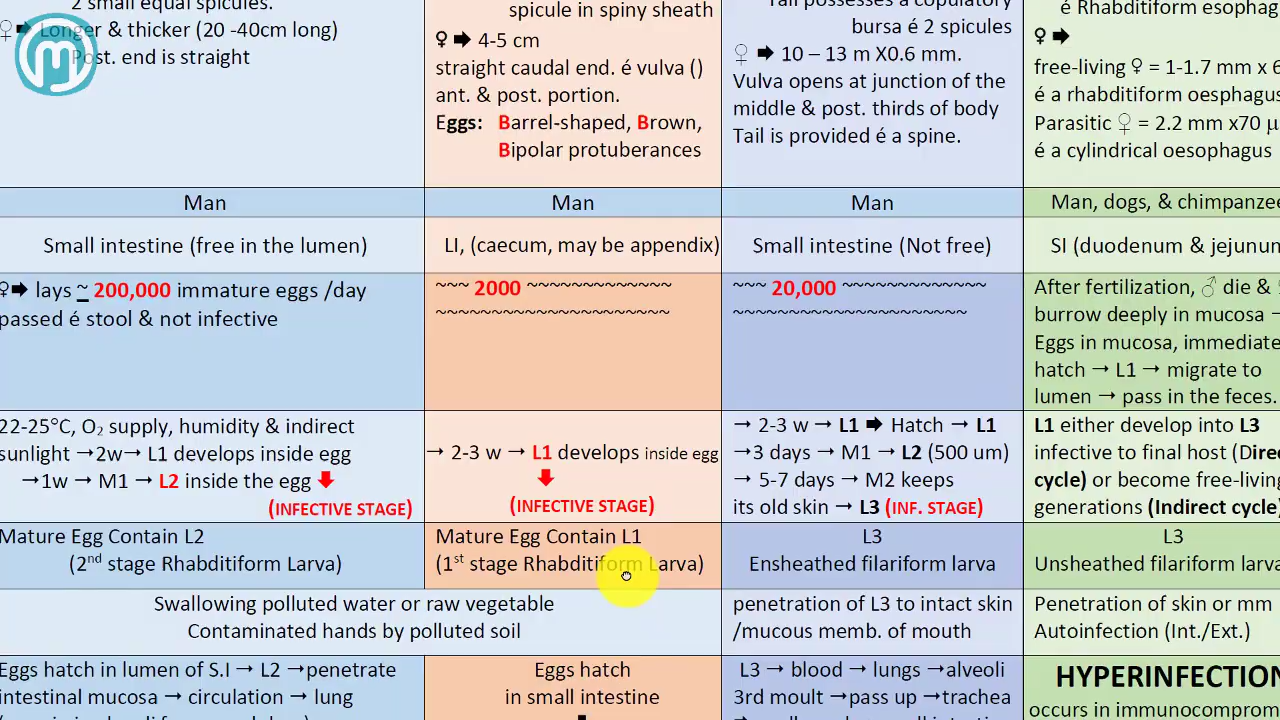 2 small equal spicules.
♀➡ Longer & thicker (20 -40cm long)
Post. end is straight
spicule in spiny sheath
♀ ➡ 4-5 cm
straight caudal end. é vulva ()
ant. & post. portion.
Eggs: Barrel-shaped, Brown,
Bipolar protuberances
Tail possesses a copulatory
bursa é 2 spicules
♀ ➡ 10 – 13 m X0.6 mm.
Vulva opens at junction of the
middle & post. thirds of body
Tail is provided é a spine.
é Rhabditiform esophag
♀ ➡
free-living ♀ = 1-1.7 mm x 6
é a rhabditiform oesophagus
Parasitic ♀ = 2.2 mm x70 µ
é a cylindrical oesophagus
Man
Man
Man
Man, dogs, & chimpanzee
Small intestine (free in the lumen)
LI, (caecum, may be appendix)
Small intestine (Not free)
SI (duodenum & jejunum
♀➡ lays ~ 200,000 immature eggs /day
passed é stool & not infective
~~~ 2000 ~~~~~~~~~~~~~
~~~~~~~~~~~~~~~~~~~~~
~~~ 20,000 ~~~~~~~~~~~~~
~~~~~~~~~~~~~~~~~~~~~
After fertilization, ♂ die &
burrow deeply in mucosa →
Eggs in mucosa, immediate
hatch → L1 → migrate to
lumen → pass in the feces.
22-25°C, O₂ supply, humidity & indirect
sunlight →2w→ L1 develops inside egg
→1w → M1 → L2 inside the egg ⬇
(INFECTIVE STAGE)
→ 2-3 w → L1 develops inside egg
⬇
(INFECTIVE STAGE)
→ 2-3 w → L1 ➡ Hatch → L1
→3 days → M1 → L2 (500 um)
→ 5-7 days → M2 keeps
its old skin → L3 (INF. STAGE)
L1 either develop into L3
infective to final host (Direc
cycle) or become free-living
generations (Indirect cycle)
Mature Egg Contain L2
(2nd stage Rhabditiform Larva)
Mature Egg Contain L1
(1st stage Rhabditiform Larva)
L3
Ensheathed filariform larva
L3
Unsheathed filariform larva
Swallowing polluted water or raw vegetable
Contaminated hands by polluted soil
penetration of L3 to intact skin
/mucous memb. of mouth
Penetration of skin or mm
Autoinfection (Int./Ext.)
Eggs hatch in lumen of S.I → L2 →penetrate
intestinal mucosa → circulation → lung
Eggs hatch
in small intestine
L3 → blood → lungs →alveoli
3rd moult →pass up →trachea
HYPERINFECTION
occurs in immunocomprom